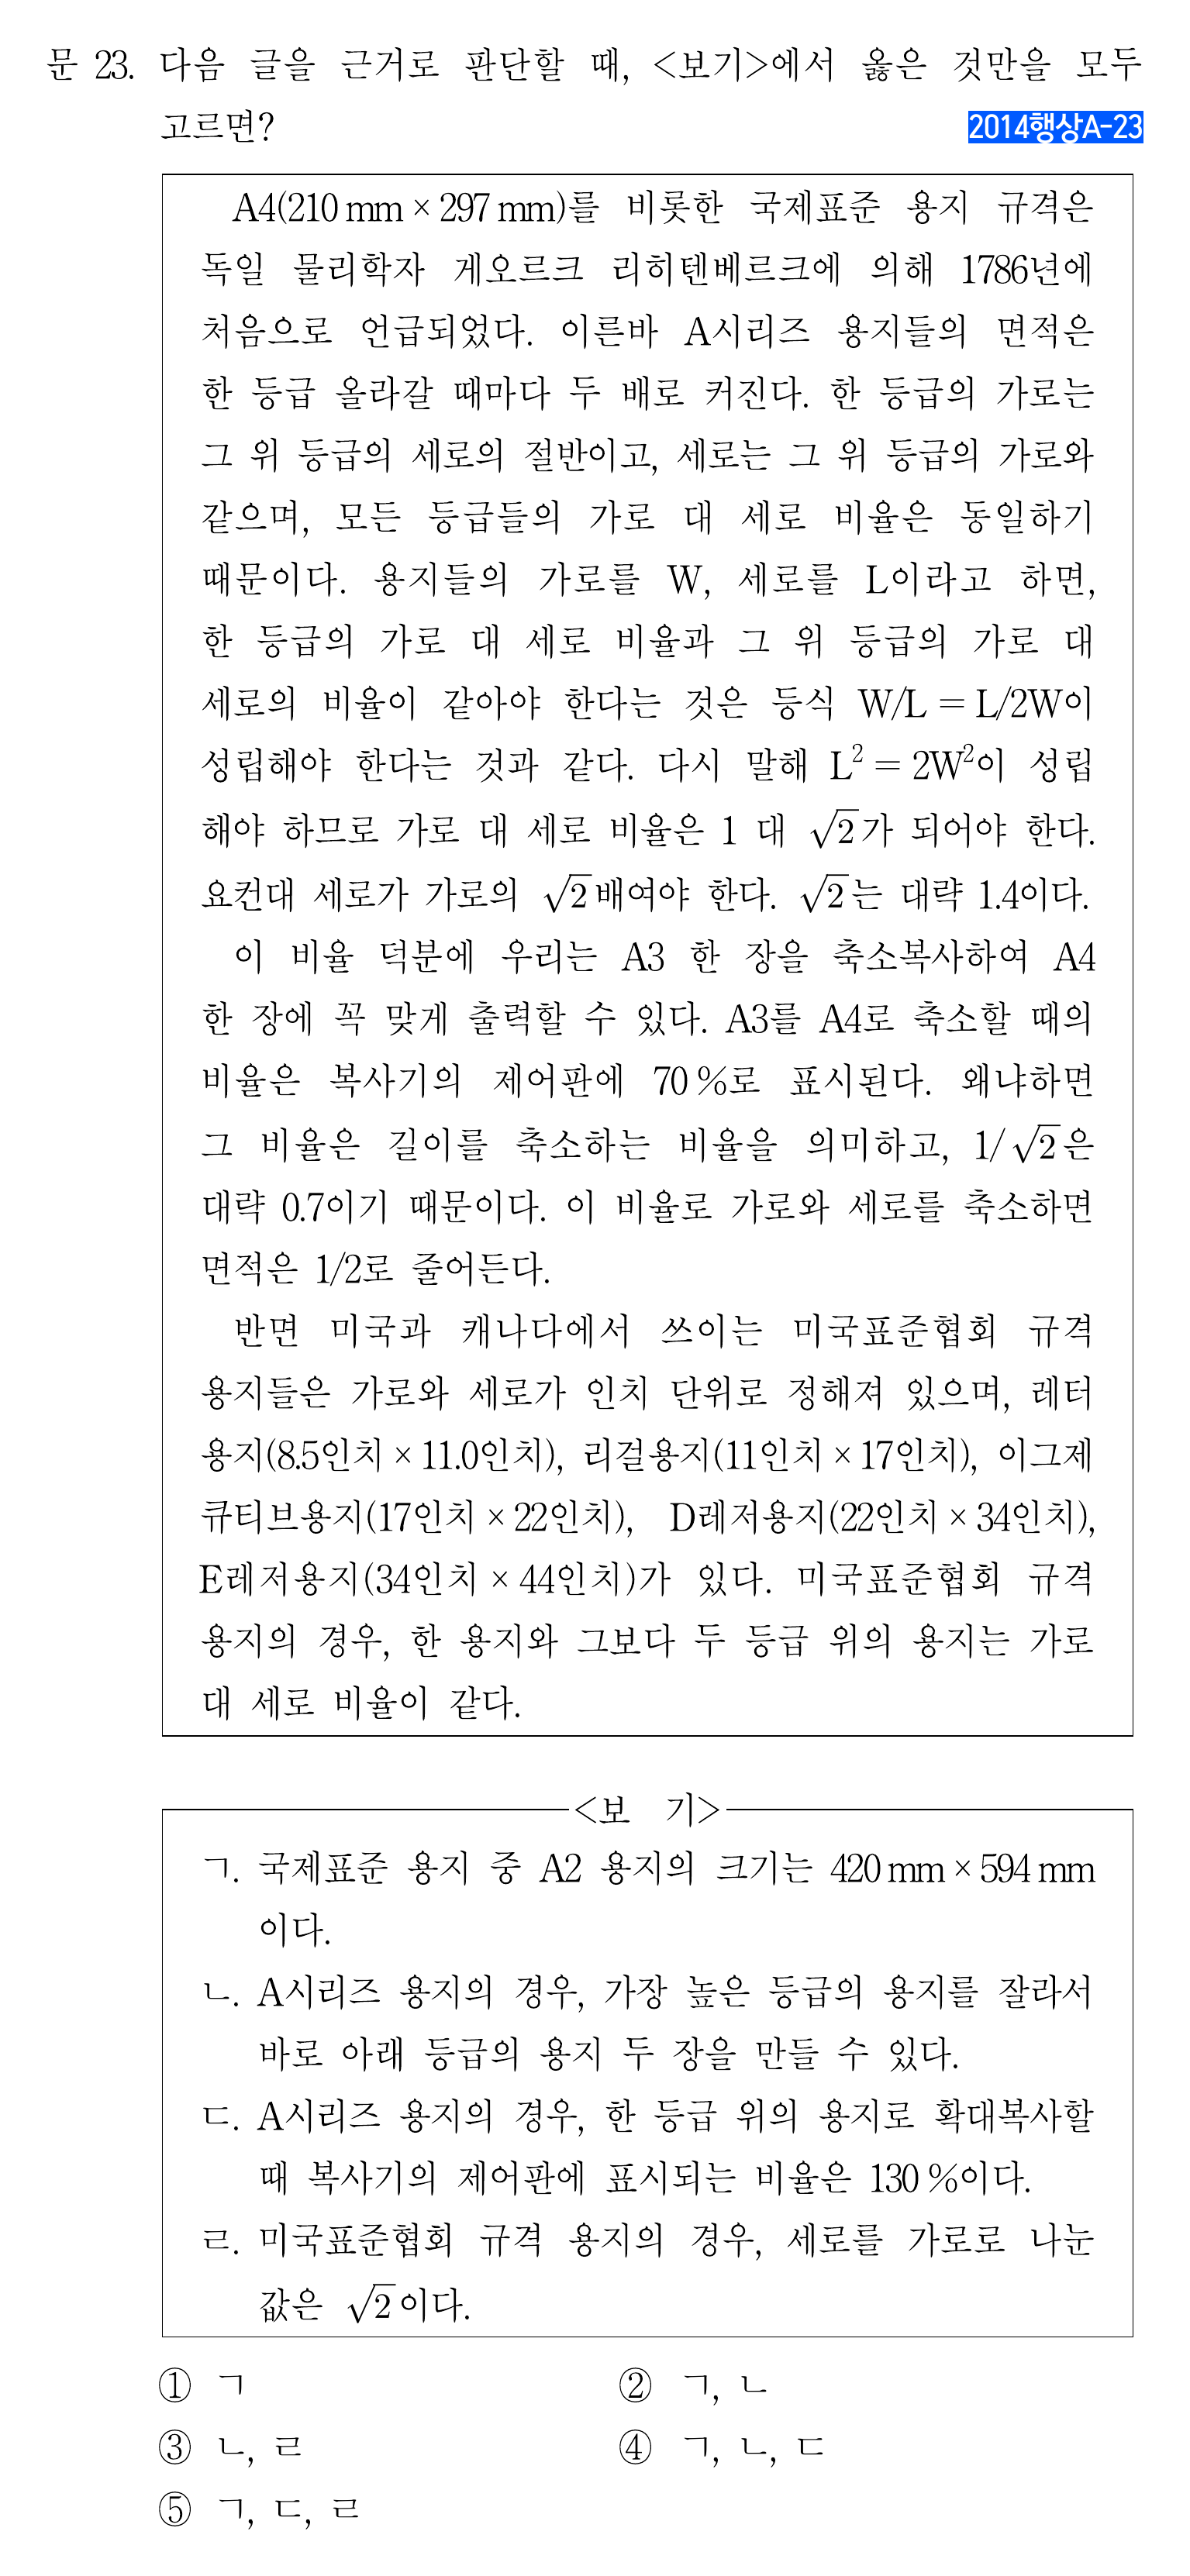 문 23. 다음 글을 근거로 판단할 때, <보기>에서 옳은 것만을 모두
고르면?
2014행상A-23
A4(210 mm × 297 mm)를 비롯한 국제표준 용지 규격은
독일 물리학자 게오르크 리히텐베르크에 의해 1786년에
처음으로 언급되었다. 이른바 A시리즈 용지들의 면적은
한 등급 올라갈 때마다 두 배로 커진다. 한 등급의 가로는
그 위 등급의 세로의 절반이고, 세로는 그 위 등급의 가로와
같으며, 모든 등급들의 가로 대 세로 비율은 동일하기
때문이다. 용지들의 가로를 W, 세로를 L이라고 하면,
한 등급의 가로 대 세로 비율과 그 위 등급의 가로 대
세로의 비율이 같아야 한다는 것은 등식 W/L = L/2W이
성립해야 한다는 것과 같다. 다시 말해 L² = 2W²이 성립
해야 하므로 가로 대 세로 비율은 1 대 √2가 되어야 한다.
요컨대 세로가 가로의 √2배여야 한다. √2는 대략 1.4이다.
이 비율 덕분에 우리는 A3 한 장을 축소복사하여 A4
한 장에 꼭 맞게 출력할 수 있다. A3를 A4로 축소할 때의
비율은 복사기의 제어판에 70 %로 표시된다. 왜냐하면
그 비율은 길이를 축소하는 비율을 의미하고, 1/√2은
대략 0.7이기 때문이다. 이 비율로 가로와 세로를 축소하면
면적은 1/2로 줄어든다.
반면 미국과 캐나다에서 쓰이는 미국표준협회 규격
용지들은 가로와 세로가 인치 단위로 정해져 있으며, 레터
용지(8.5인치 × 11.0인치), 리걸용지(11인치 × 17인치), 이그제
큐티브용지(17인치 × 22인치), D레저용지(22인치 × 34인치),
E레저용지(34인치 × 44인치)가 있다. 미국표준협회 규격
용지의 경우, 한 용지와 그보다 두 등급 위의 용지는 가로
대 세로 비율이 같다.
<보 기>
ㄱ. 국제표준 용지 중 A2 용지의 크기는 420 mm × 594 mm
이다.
ㄴ. A시리즈 용지의 경우, 가장 높은 등급의 용지를 잘라서
바로 아래 등급의 용지 두 장을 만들 수 있다.
ㄷ. A시리즈 용지의 경우, 한 등급 위의 용지로 확대복사할
때 복사기의 제어판에 표시되는 비율은 130 %이다.
ㄹ. 미국표준협회 규격 용지의 경우, 세로를 가로로 나눈
값은 √2이다.
① ㄱ ② ㄱ, ㄴ
③ ㄴ, ㄹ ④ ㄱ, ㄴ, ㄷ
⑤ ㄱ, ㄷ, ㄹ